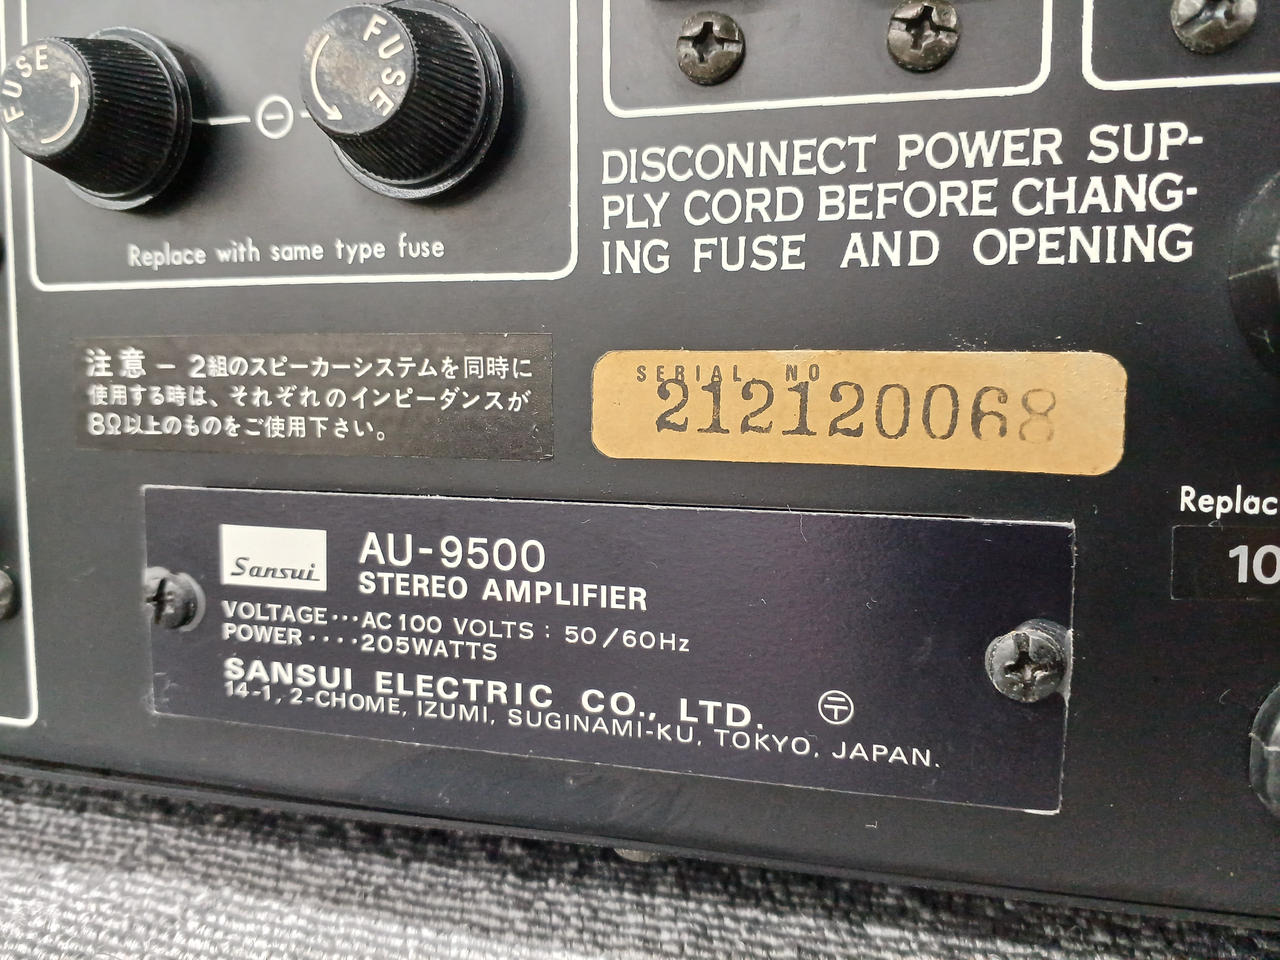 FUSE
FUSE
Replace with same type fuse
DISCONNECT POWER SUP-
PLY CORD BEFORE CHANG-
ING FUSE AND OPENING
注意 − 2組のスピーカーシステムを同時に
使用する時は、それぞれのインピーダンスが
8Ω以上のものをご使用下さい。
SERIAL NO
212120068
Replac
10
Sansui
AU-9500
STEREO AMPLIFIER
VOLTAGE···AC 100 VOLTS : 50/60Hz
POWER ····205WATTS
SANSUI ELECTRIC CO., LTD. 〶
14-1, 2-CHOME, IZUMI, SUGINAMI-KU, TOKYO, JAPAN.